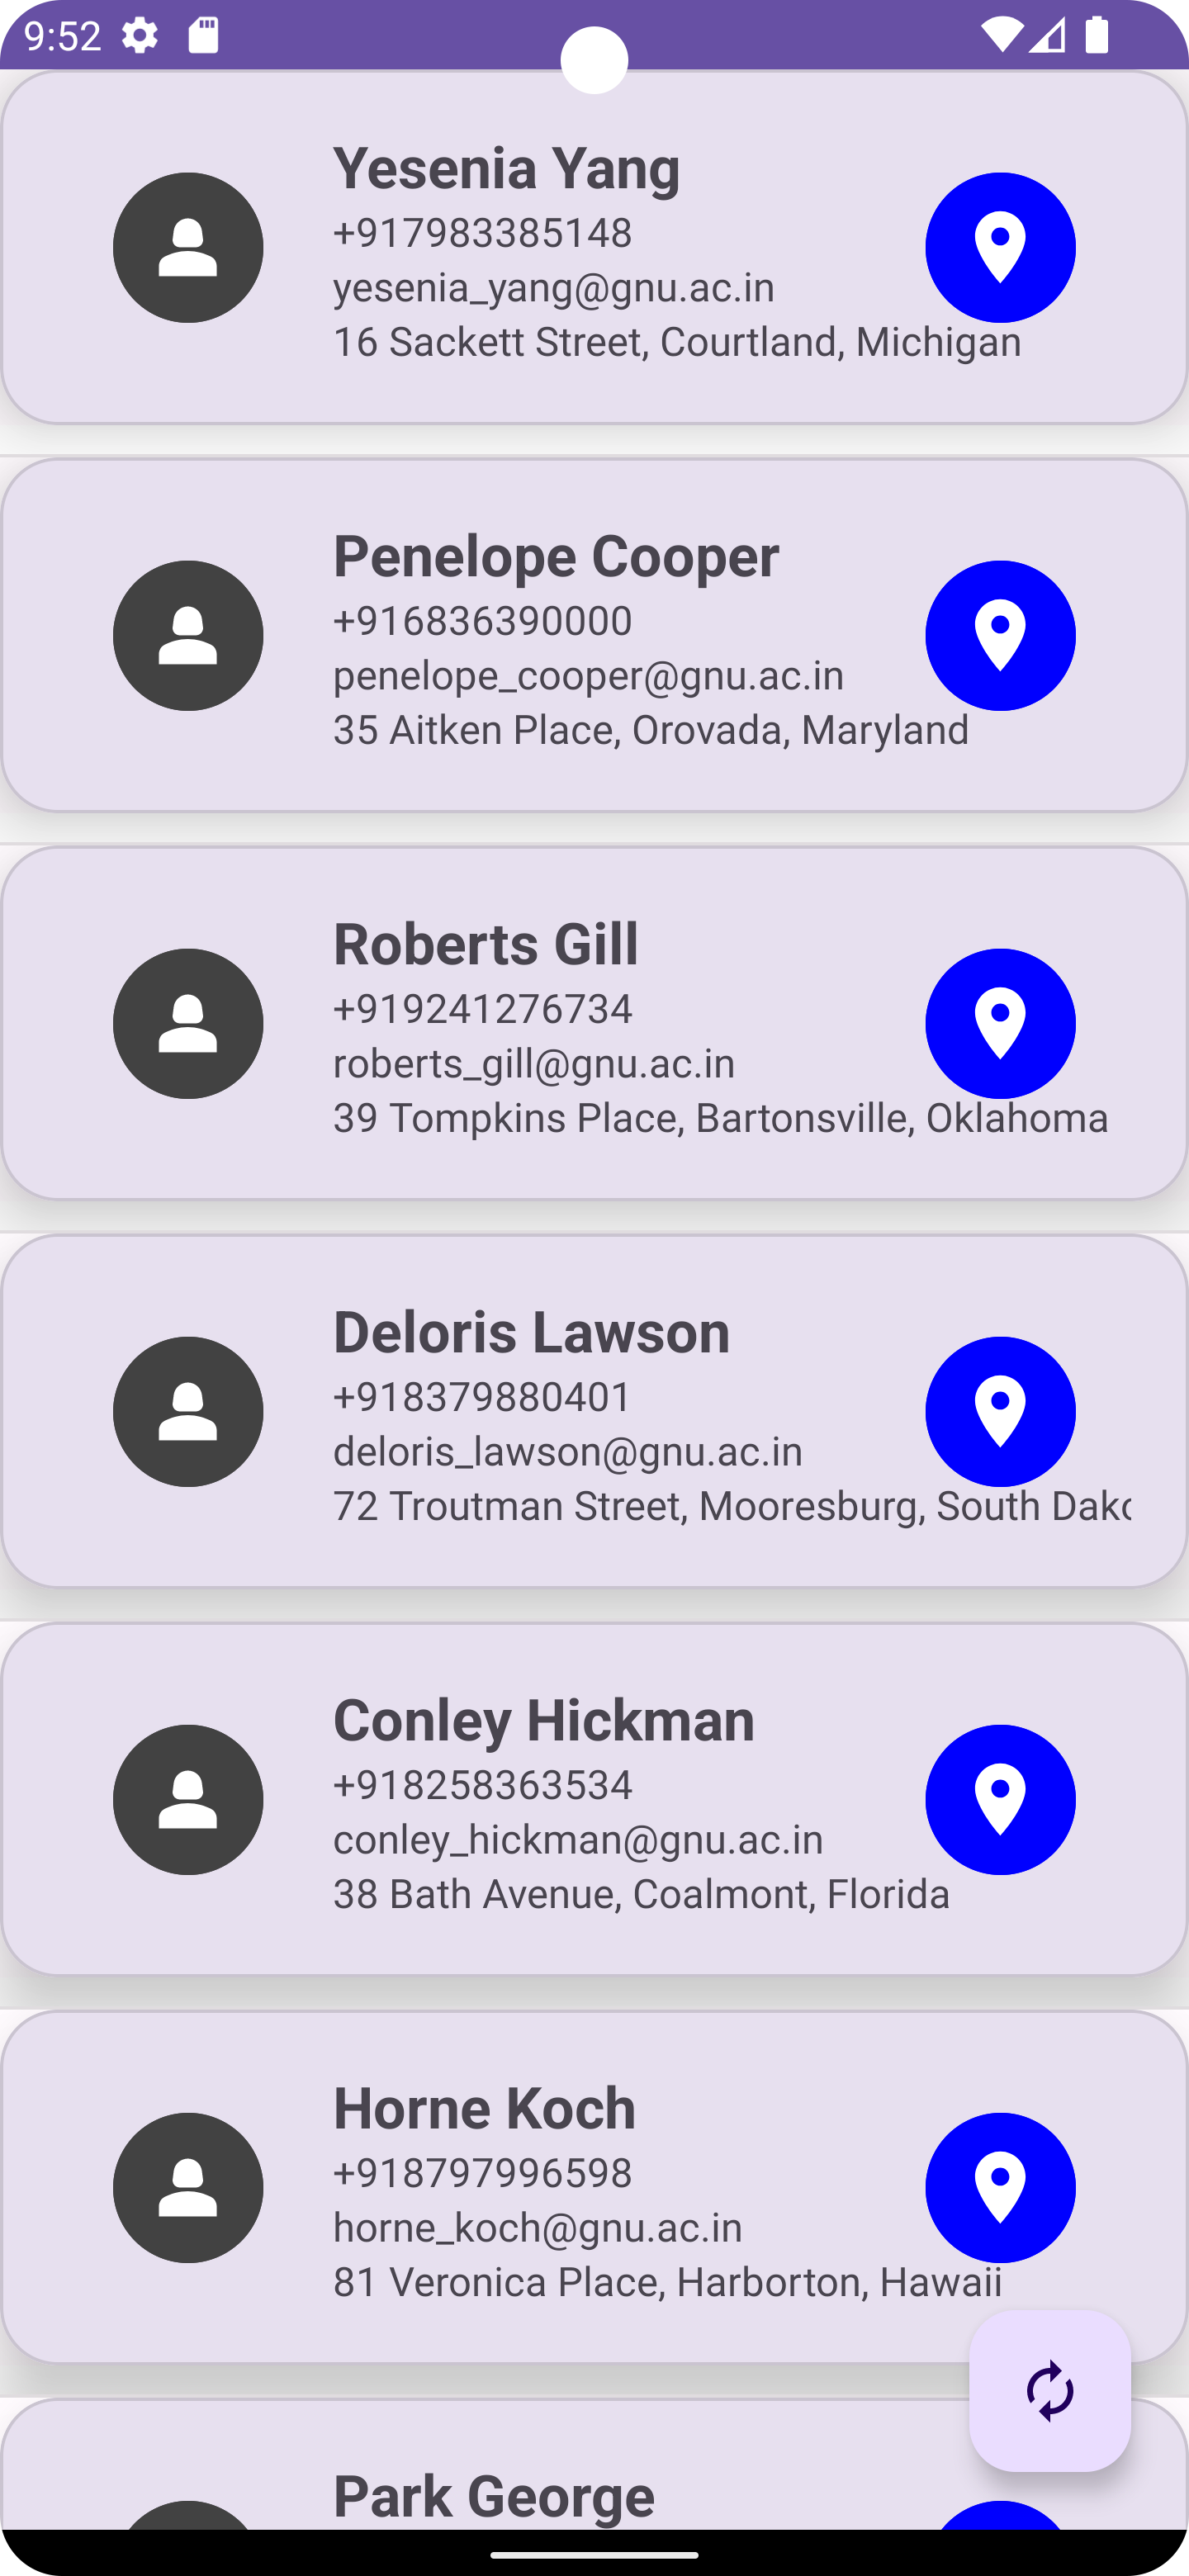 9:52
Yesenia Yang
+917983385148
yesenia_yang@gnu.ac.in
16 Sackett Street, Courtland, Michigan
Penelope Cooper
+916836390000
penelope_cooper@gnu.ac.in
35 Aitken Place, Orovada, Maryland
Roberts Gill
+919241276734
roberts_gill@gnu.ac.in
39 Tompkins Place, Bartonsville, Oklahoma
Deloris Lawson
+918379880401
deloris_lawson@gnu.ac.in
72 Troutman Street, Mooresburg, South
Conley Hickman
+918258363534
conley_hickman@gnu.ac.in
38 Bath Avenue, Coalmont, Florida
Horne Koch
+918797996598
horne_koch@gnu.ac.in
81 Veronica Place, Harborton, Hawaii
Park George